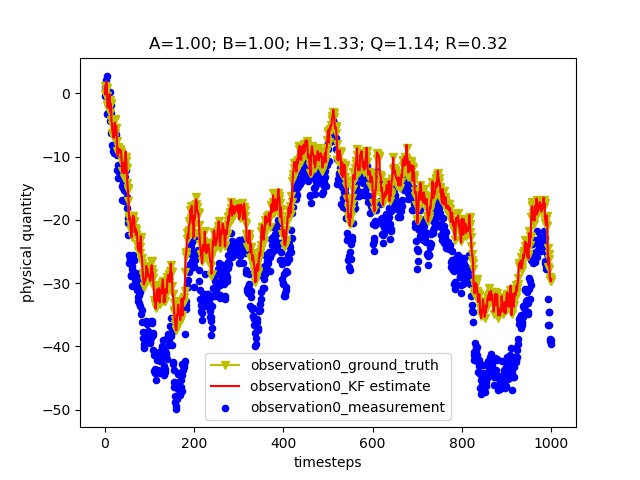 A=1.00; B=1.00; H=1.33; Q=1.14; R=0.32
physical quantity
0
−10
−20
−30
−40
−50
observation0_ground_truth
observation0_KF estimate
observation0_measurement
0 200 400 600 800 1000
timesteps